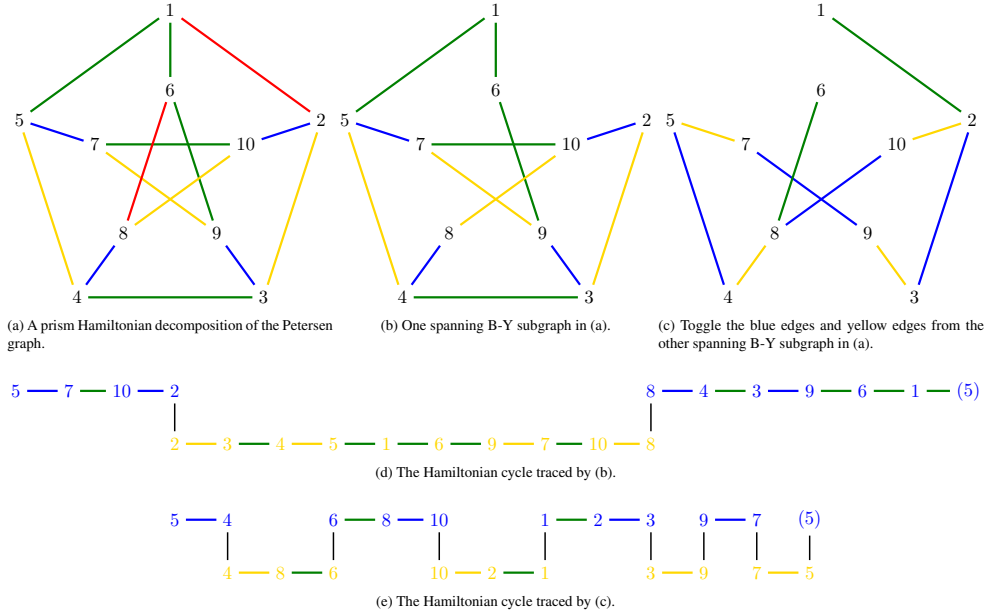 1
6
5
7
10
2
8
9
4
3
(a) A prism Hamiltonian decomposition of the Petersen
graph.
1
6
5
7
10
2
8
9
4
3
(b) One spanning B-Y subgraph in (a).
1
6
5
7
10
2
8
9
4
3
(c) Toggle the blue edges and yellow edges from the
other spanning B-Y subgraph in (a).
5 7 10 2 8 4 3 9 6 1 (5)
2 3 4 5 1 6 9 7 10 8
(d) The Hamiltonian cycle traced by (b).
5 4 6 8 10 1 2 3 9 7 (5)
4 8 6 10 2 1 3 9 7 5
(e) The Hamiltonian cycle traced by (c).